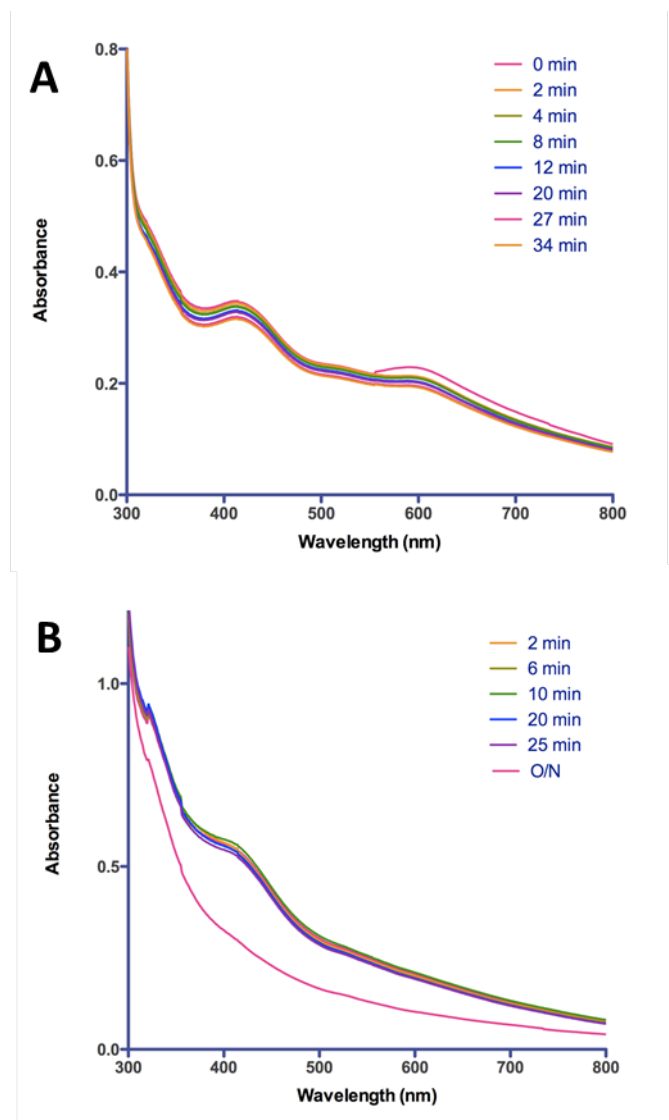 A
0.8
0.6
0.4
0.2
0.0
Absorbance
0 min
2 min
4 min
8 min
12 min
20 min
27 min
34 min
300 400 500 600 700 800
Wavelength (nm)
B
1.0
0.5
0.0
Absorbance
2 min
6 min
10 min
20 min
25 min
O/N
300 400 500 600 700 800
Wavelength (nm)